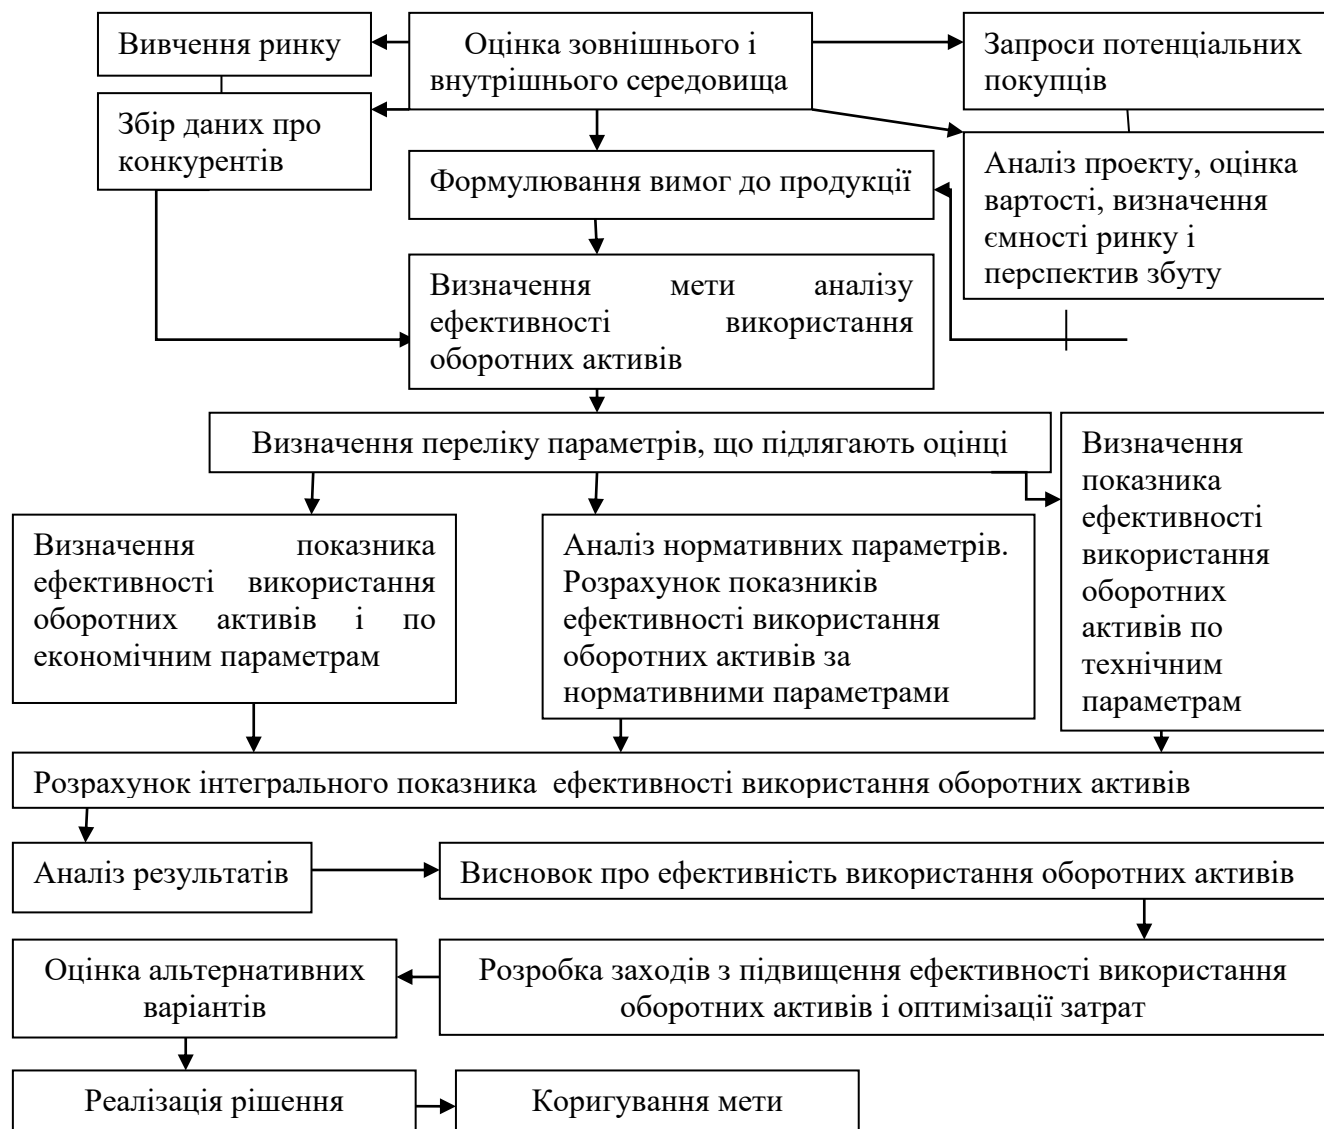 Вивчення ринку
Оцінка зовнішнього і
внутрішнього середовища
Запроси потенціальних
покупців
Збір даних про
конкурентів
Формулювання вимог до продукції
Аналіз проекту, оцінка
вартості, визначення
ємності ринку і
перспектив збуту
Визначення мети аналізу
ефективності використання
оборотних активів
Визначення переліку параметрів, що підлягають оцінці
Визначення
показника
ефективності
використання
оборотних
активів по
технічним
параметрам
Визначення показника
ефективності використання
оборотних активів і по
економічним параметрам
Аналіз нормативних параметрів.
Розрахунок показників
ефективності використання
оборотних активів за
нормативними параметрами
Розрахунок інтегрального показника ефективності використання оборотних активів
Аналіз результатів
Висновок про ефективність використання оборотних активів
Оцінка альтернативних
варіантів
Розробка заходів з підвищення ефективності використання
оборотних активів і оптимізації затрат
Реалізація рішення
Коригування мети